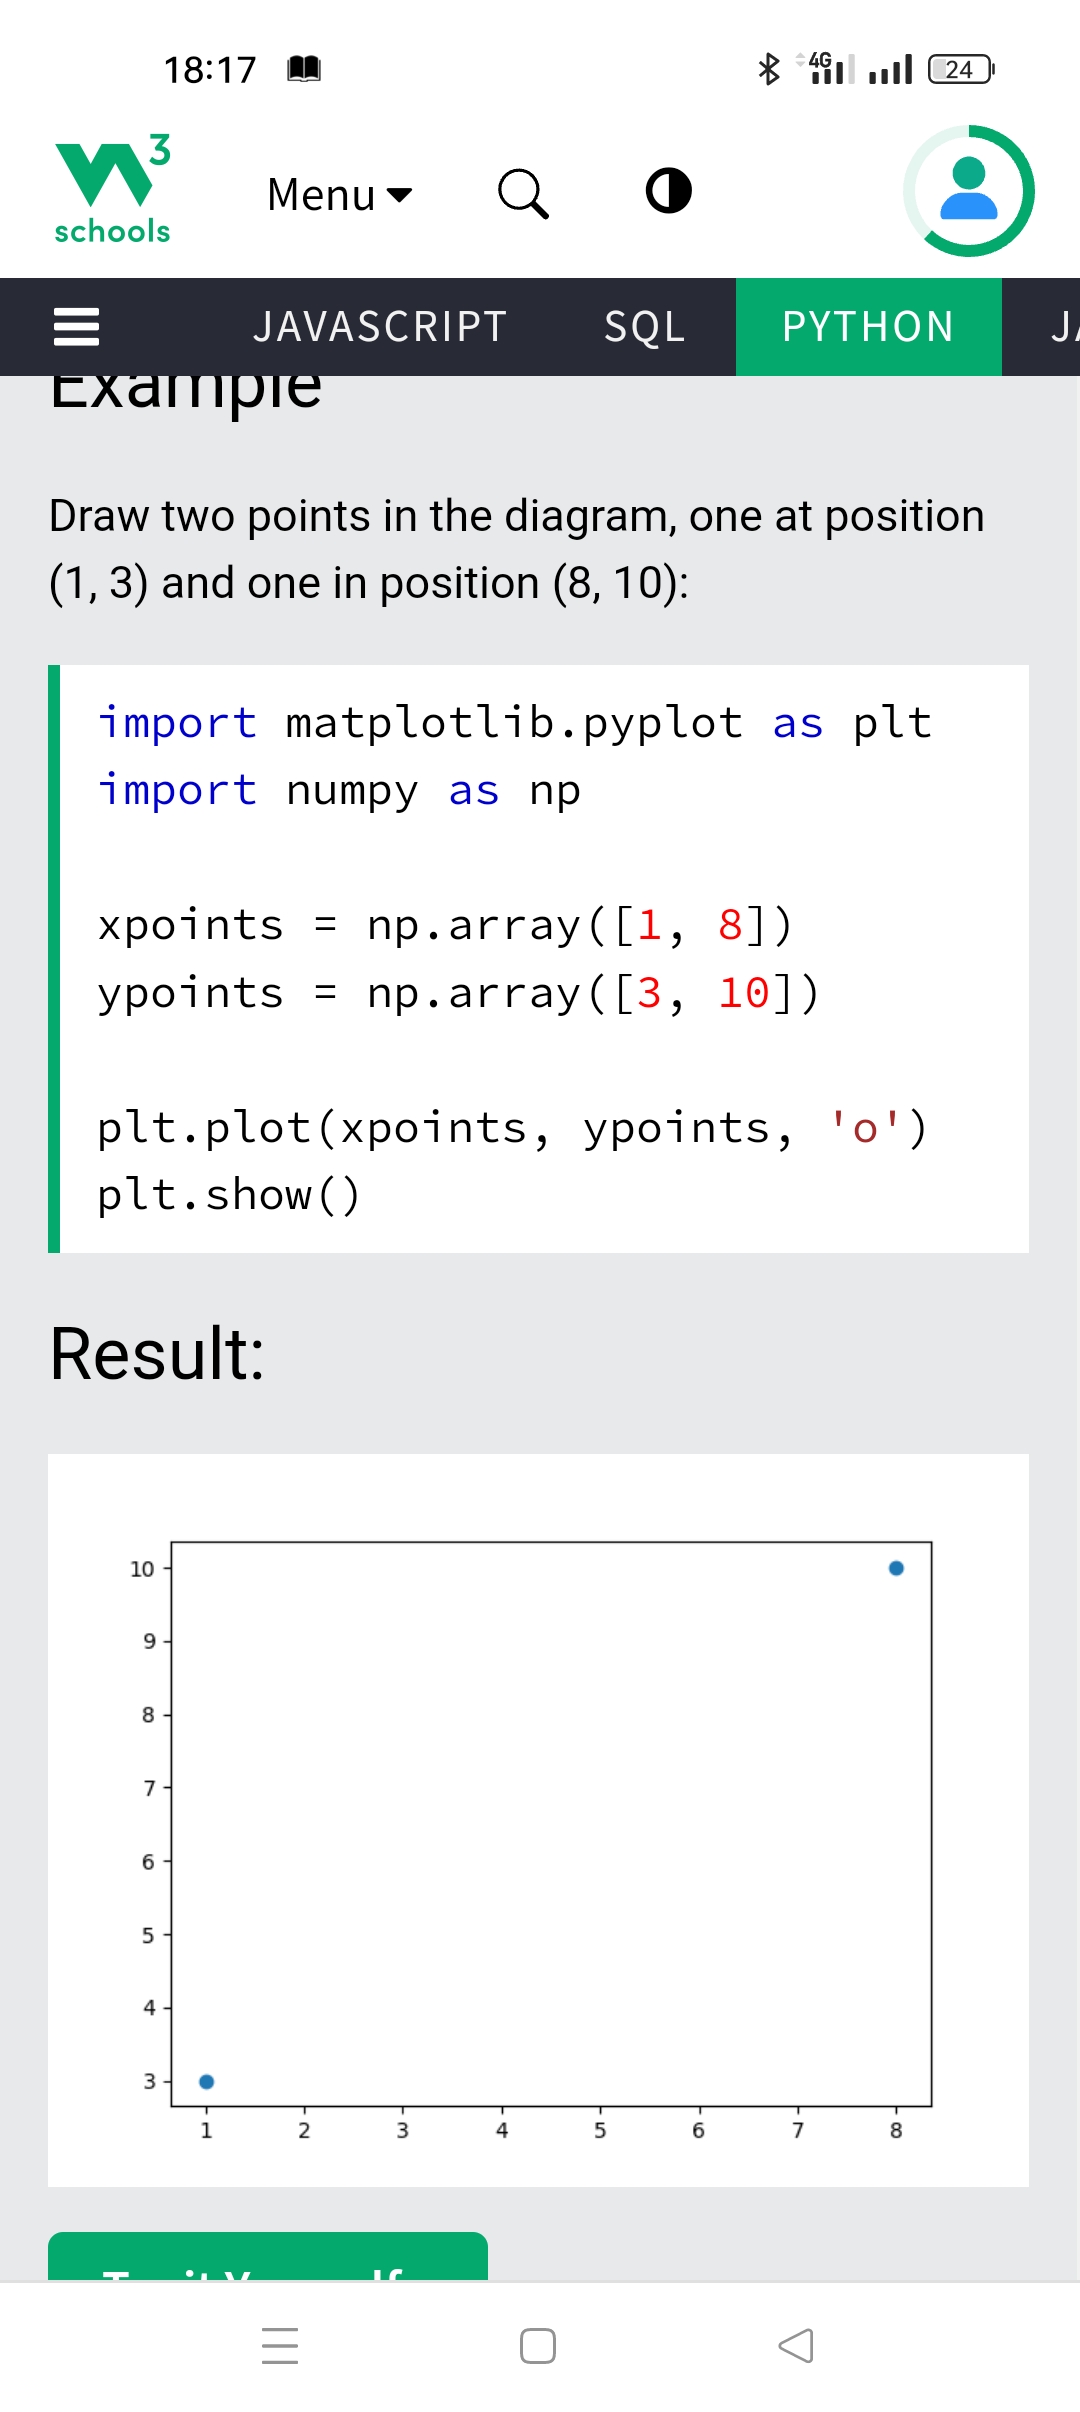 18:17
4G
24
W3
schools
Menu
JAVASCRIPT SQL PYTHON JA
Example
Draw two points in the diagram, one at position
(1, 3) and one in position (8, 10):
import matplotlib.pyplot as plt
import numpy as np
xpoints = np.array([1, 8])
ypoints = np.array([3, 10])
plt.plot(xpoints, ypoints, 'o')
plt.show()
Result:
10
9
8
7
6
5
4
3
1 2 3 4 5 6 7 8